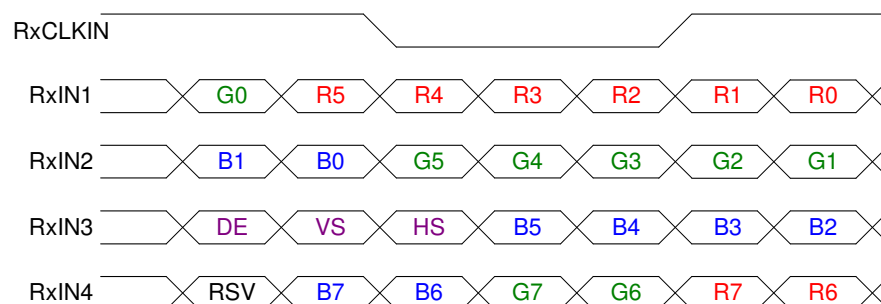 RxCLKIN
RxIN1 G0 R5 R4 R3 R2 R1 R0
RxIN2 B1 B0 G5 G4 G3 G2 G1
RxIN3 DE VS HS B5 B4 B3 B2
RxIN4 RSV B7 B6 G7 G6 R7 R6